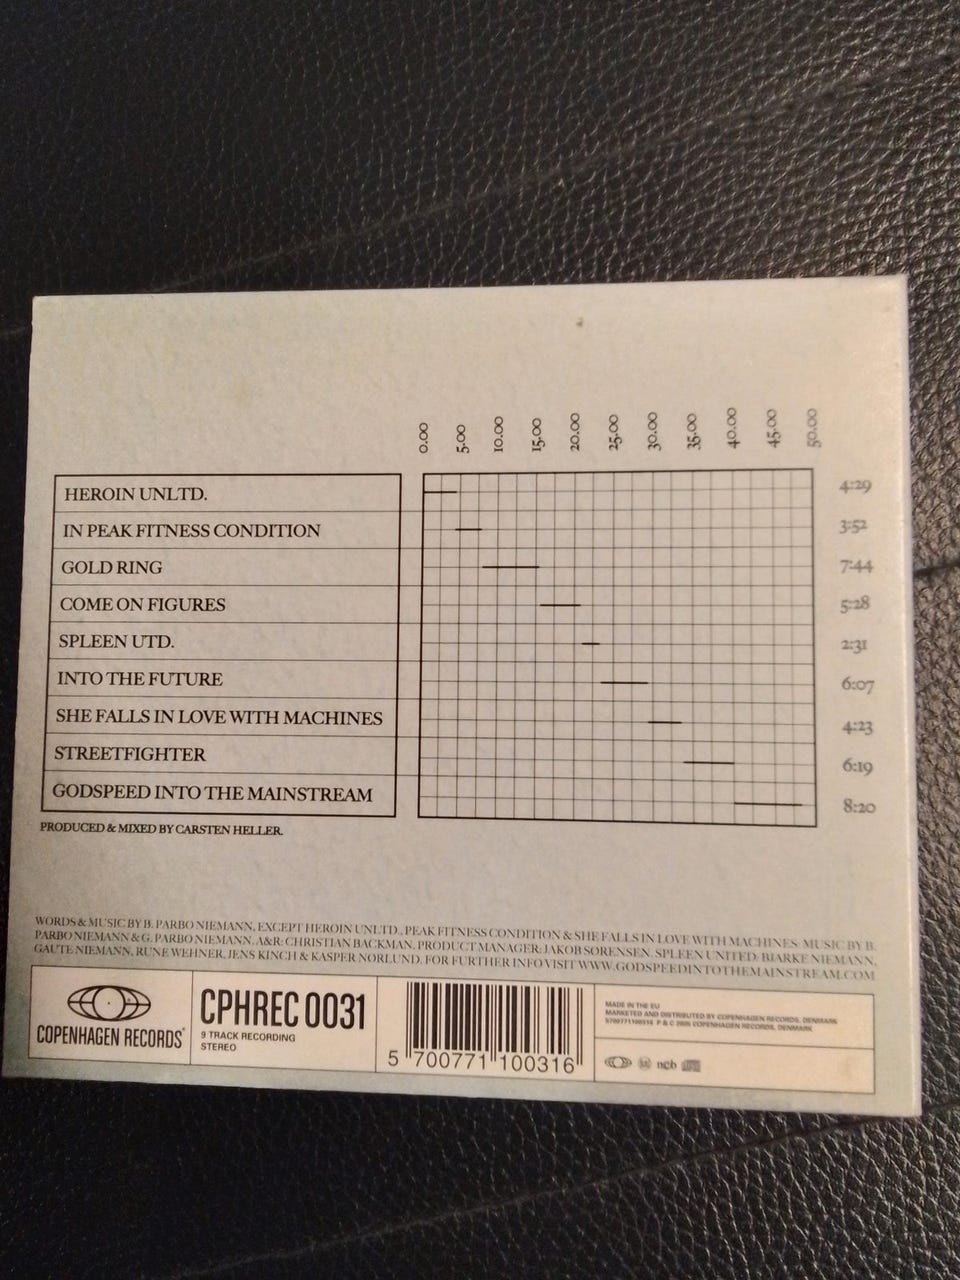 0.00 5.00 10.00 15.00 20.00 25.00 30.00 35.00 40.00 45.00 50.00
HEROIN UNLTD. 4:29
IN PEAK FITNESS CONDITION 3:52
GOLD RING 7:44
COME ON FIGURES 5:28
SPLEEN UTD. 2:31
INTO THE FUTURE 6:07
SHE FALLS IN LOVE WITH MACHINES 4:23
STREETFIGHTER 6:19
GODSPEED INTO THE MAINSTREAM 8:20
PRODUCED & MIXED BY CARSTEN HELLER.
WORDS & MUSIC BY B. PARBO NIEMANN, EXCEPT HEROIN UNLTD., PEAK FITNESS CONDITION & SHE FALLS IN LOVE WITH MACHINES: MUSIC BY B.
PARBO NIEMANN & G. PARBO NIEMANN. A&R: CHRISTIAN BACKMAN. PRODUCT MANAGER: JAKOB SORENSEN. SPLEEN UNITED: BJARKE NIEMANN,
GAUTE NIEMANN, RUNE WEHNER, JENS KINCH & KASPER NORLUND. FOR FURTHER INFO VISIT WWW.GODSPEEDINTOTHEMAINSTREAM.COM
COPENHAGEN RECORDS
CPHREC 0031
9 TRACK RECORDING
STEREO
5 700771 100316
MADE IN THE EU
MARKETED AND DISTRIBUTED BY COPENHAGEN RECORDS, DENMARK
5700771100316 P & C 2005 COPENHAGEN RECORDS, DENMARK
ncb